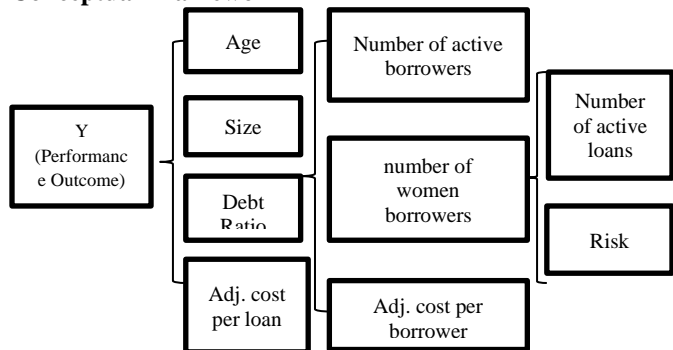 Age
Size
Debt
Ratio
Adj. cost
per loan
Y
(Performanc
e Outcome)
Number of active
borrowers
number of
women
borrowers
Adj. cost per
borrower
Number
of active
loans
Risk